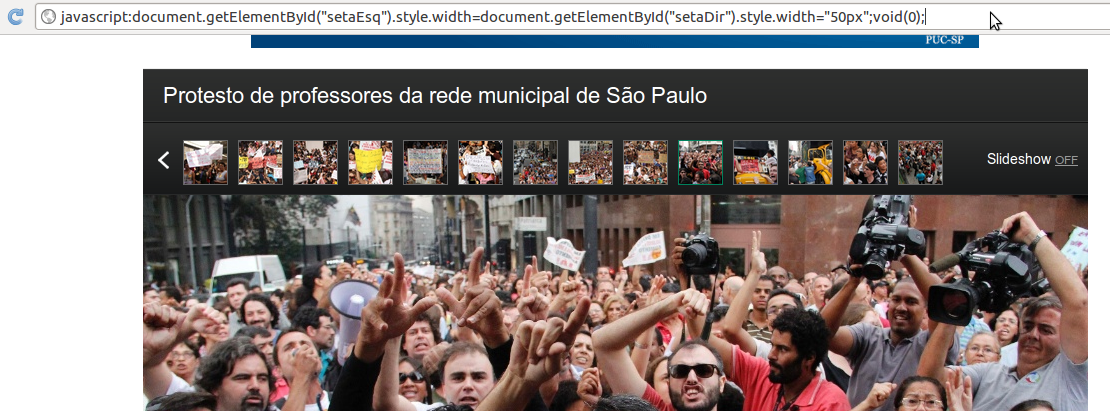 javascript:document.getElementById("setaEsq").style.width=document.getElementById("setaDir").style.width="50px";void(0);
PUC-SP
Protesto de professores da rede municipal de São Paulo
Slideshow OFF